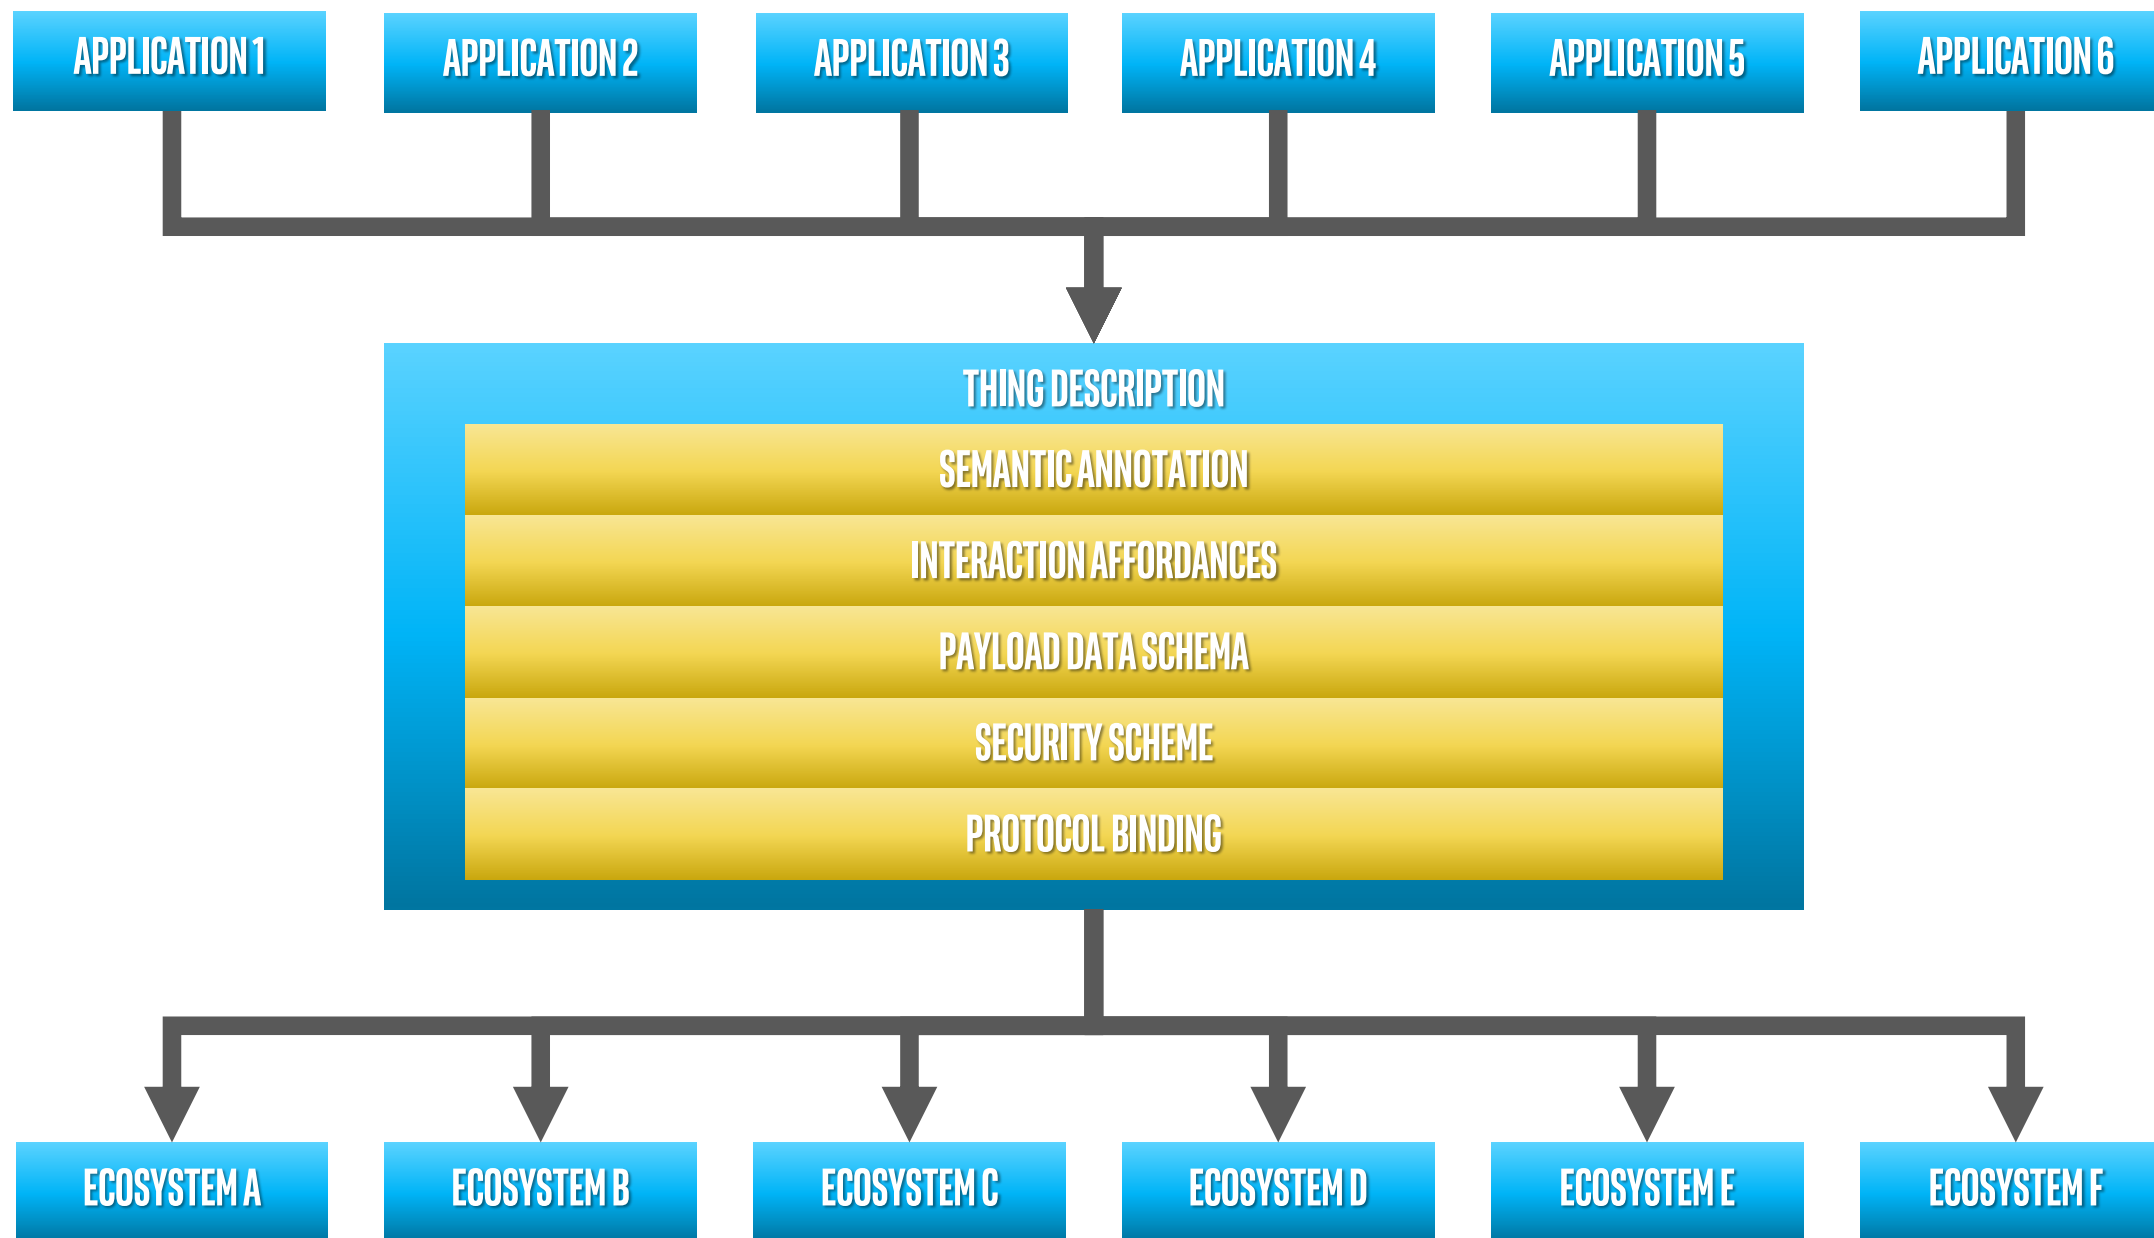 APPLICATION 1
APPLICATION 2
APPLICATION 3
APPLICATION 4
APPLICATION 5
APPLICATION 6
THING DESCRIPTION
SEMANTIC ANNOTATION
INTERACTION AFFORDANCES
PAYLOAD DATA SCHEMA
SECURITY SCHEME
PROTOCOL BINDING
ECOSYSTEM A
ECOSYSTEM B
ECOSYSTEM C
ECOSYSTEM D
ECOSYSTEM E
ECOSYSTEM F